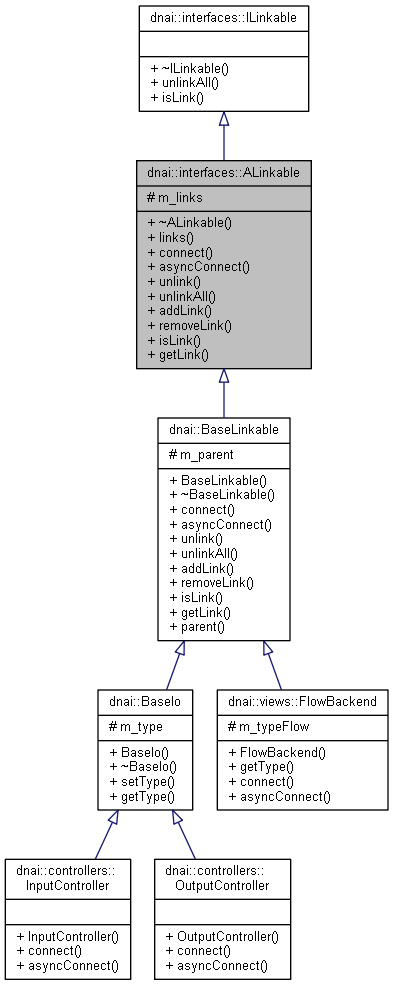 dnai::interfaces::ILinkable
+ ~ILinkable()
+ unlinkAll()
+ isLink()
dnai::interfaces::ALinkable
# m_links
+ ~ALinkable()
+ links()
+ connect()
+ asyncConnect()
+ unlink()
+ unlinkAll()
+ addLink()
+ removeLink()
+ isLink()
+ getLink()
dnai::BaseLinkable
# m_parent
+ BaseLinkable()
+ ~BaseLinkable()
+ connect()
+ asyncConnect()
+ unlink()
+ unlinkAll()
+ addLink()
+ removeLink()
+ isLink()
+ getLink()
+ parent()
dnai::BaseIo
# m_type
+ BaseIo()
+ ~BaseIo()
+ setType()
+ getType()
dnai::views::FlowBackend
# m_typeFlow
+ FlowBackend()
+ getType()
+ connect()
+ asyncConnect()
dnai::controllers::
InputController
+ InputController()
+ connect()
+ asyncConnect()
dnai::controllers::
OutputController
+ OutputController()
+ connect()
+ asyncConnect()